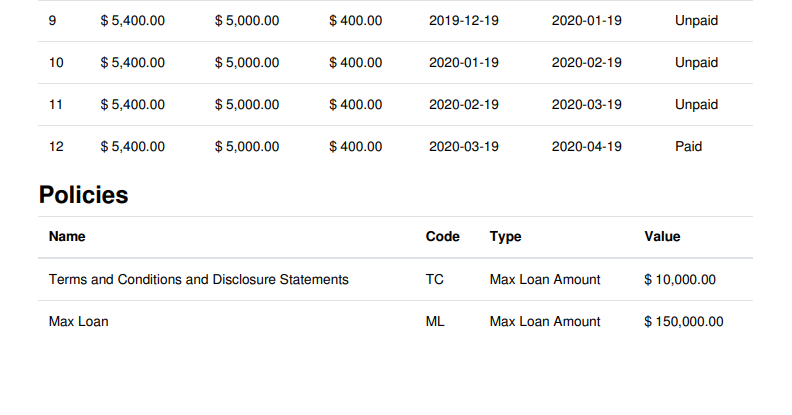 9 $ 5,400.00 $ 5,000.00 $ 400.00 2019-12-19 2020-01-19 Unpaid
10 $ 5,400.00 $ 5,000.00 $ 400.00 2020-01-19 2020-02-19 Unpaid
11 $ 5,400.00 $ 5,000.00 $ 400.00 2020-02-19 2020-03-19 Unpaid
12 $ 5,400.00 $ 5,000.00 $ 400.00 2020-03-19 2020-04-19 Paid
Policies
Name Code Type Value
Terms and Conditions and Disclosure Statements TC Max Loan Amount $ 10,000.00
Max Loan ML Max Loan Amount $ 150,000.00